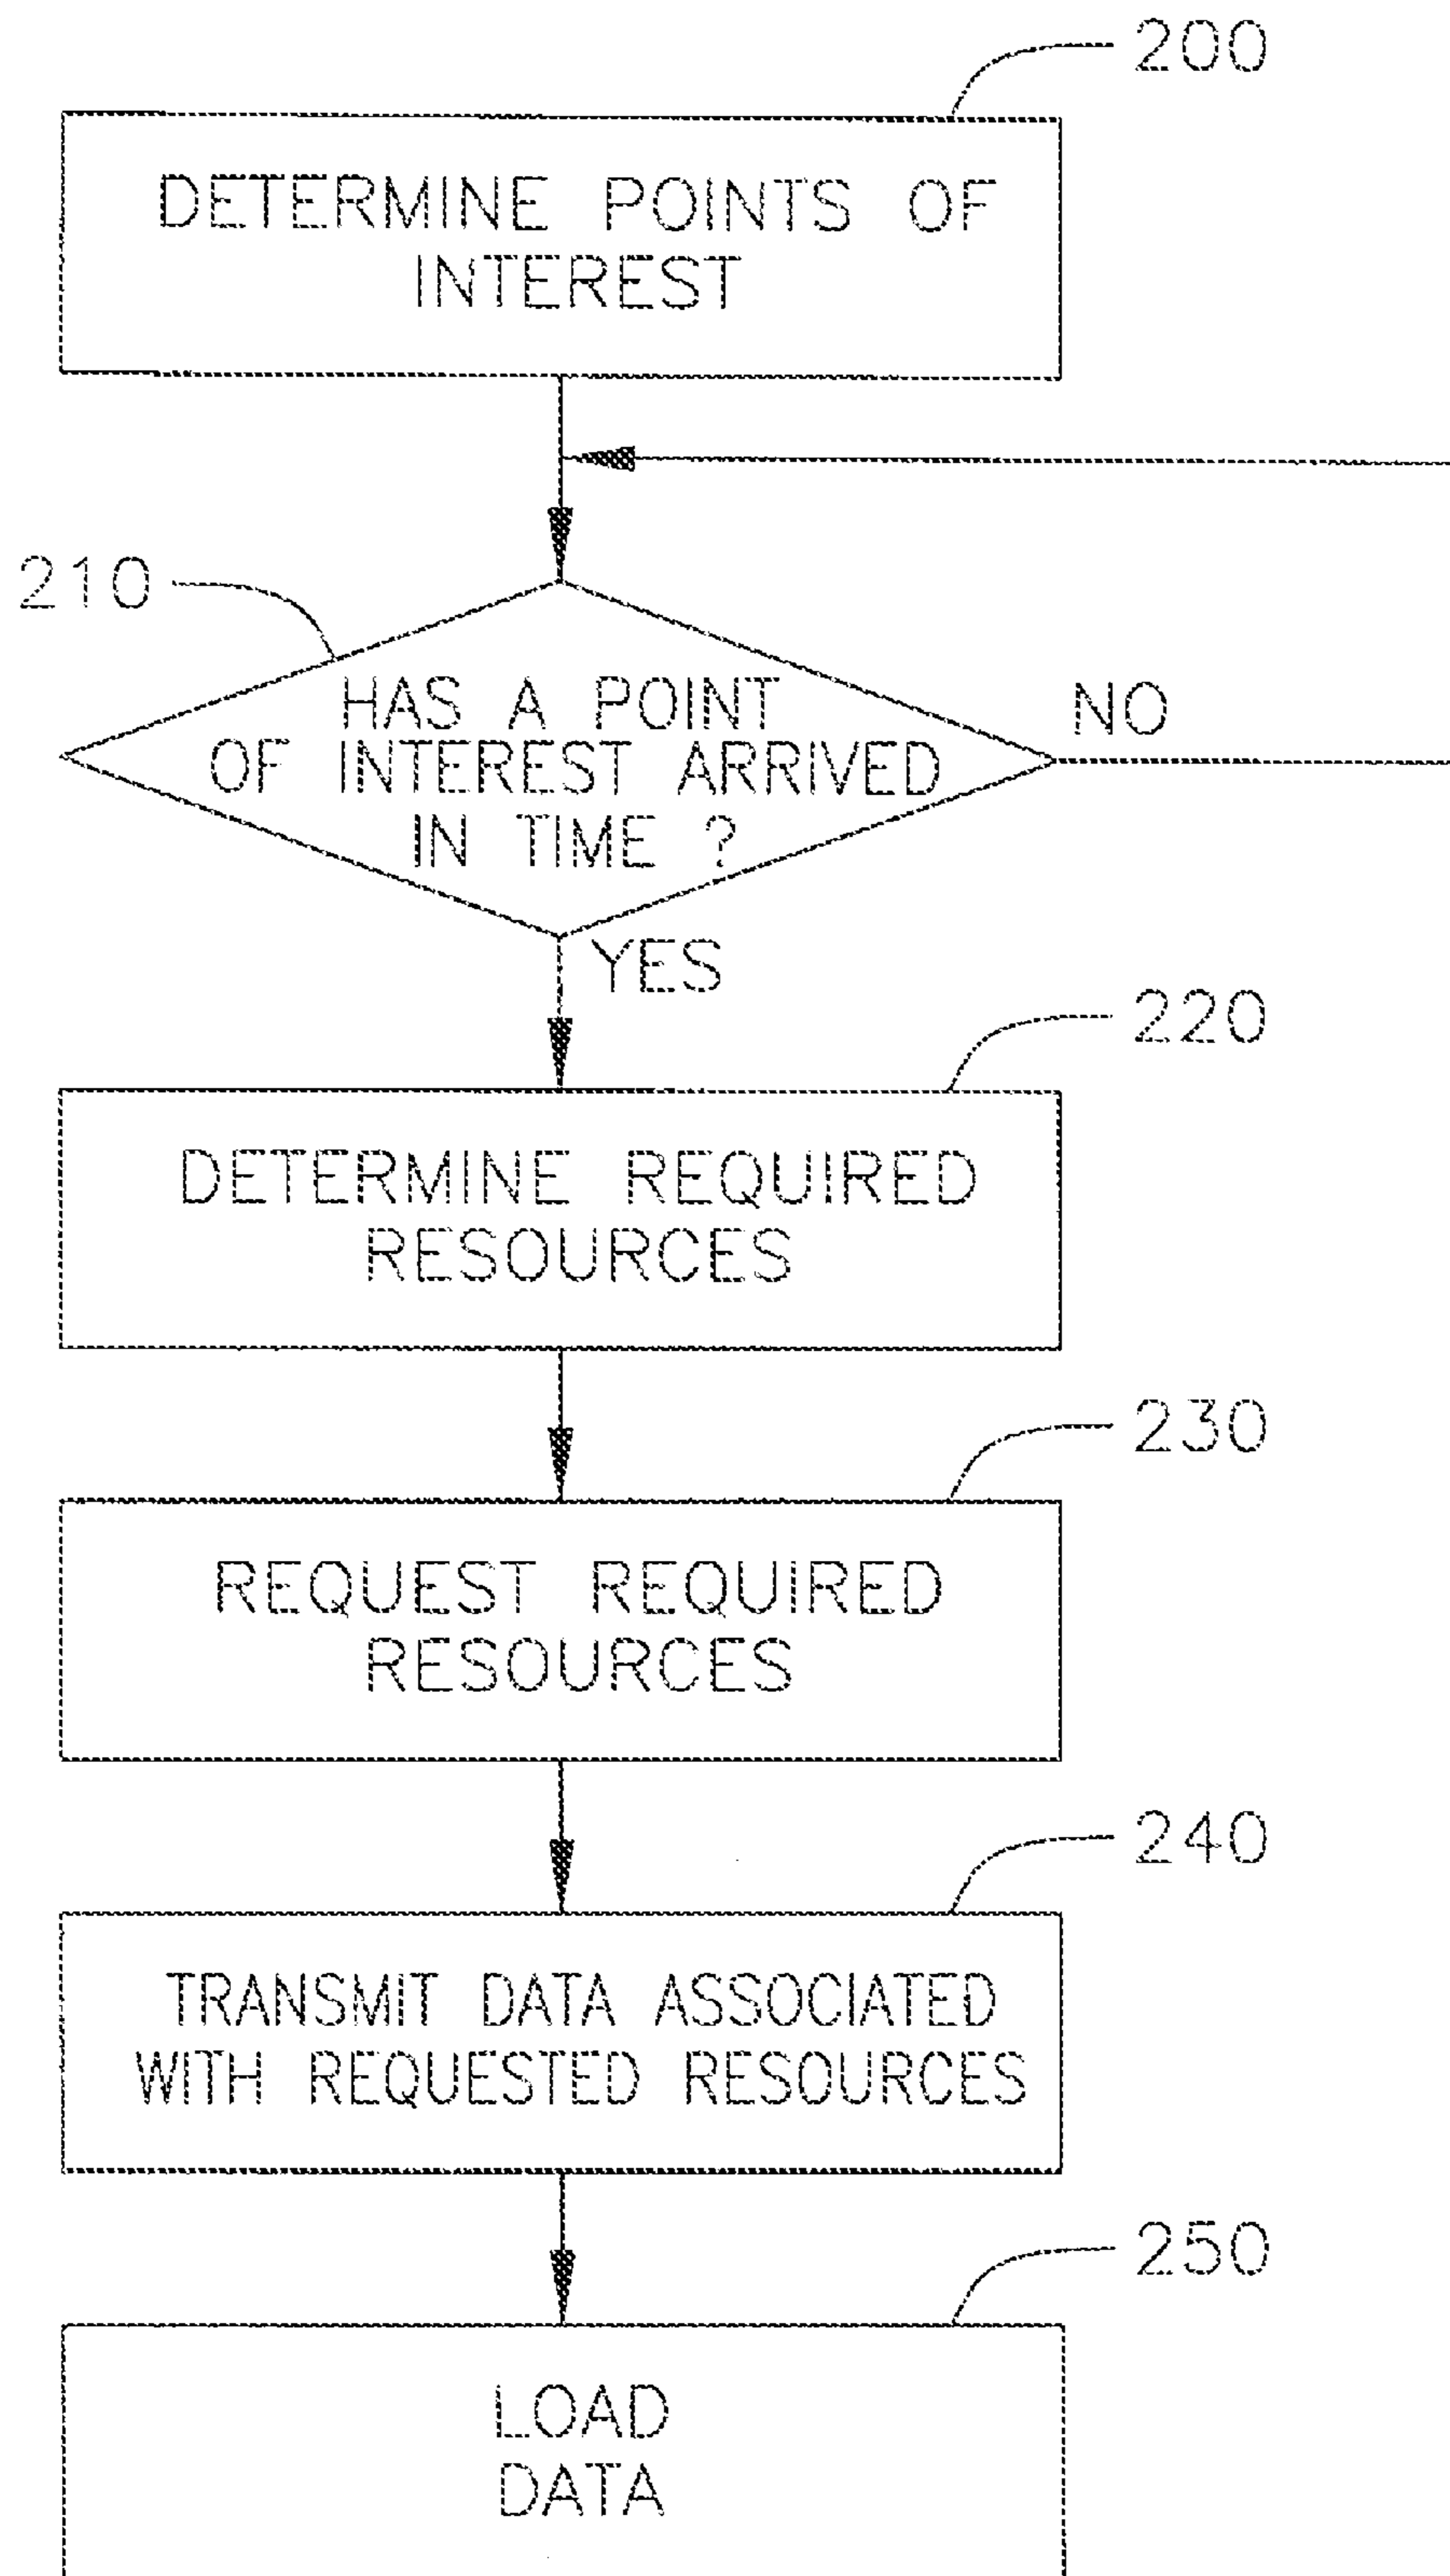 200
DETERMINE POINTS OF
INTEREST
210
HAS A POINT
OF INTEREST ARRIVED
IN TIME ?
NO
YES
220
DETERMINE REQUIRED
RESOURCES
230
REQUEST REQUIRED
RESOURCES
240
TRANSMIT DATA ASSOCIATED
WITH REQUESTED RESOURCES
250
LOAD
DATA